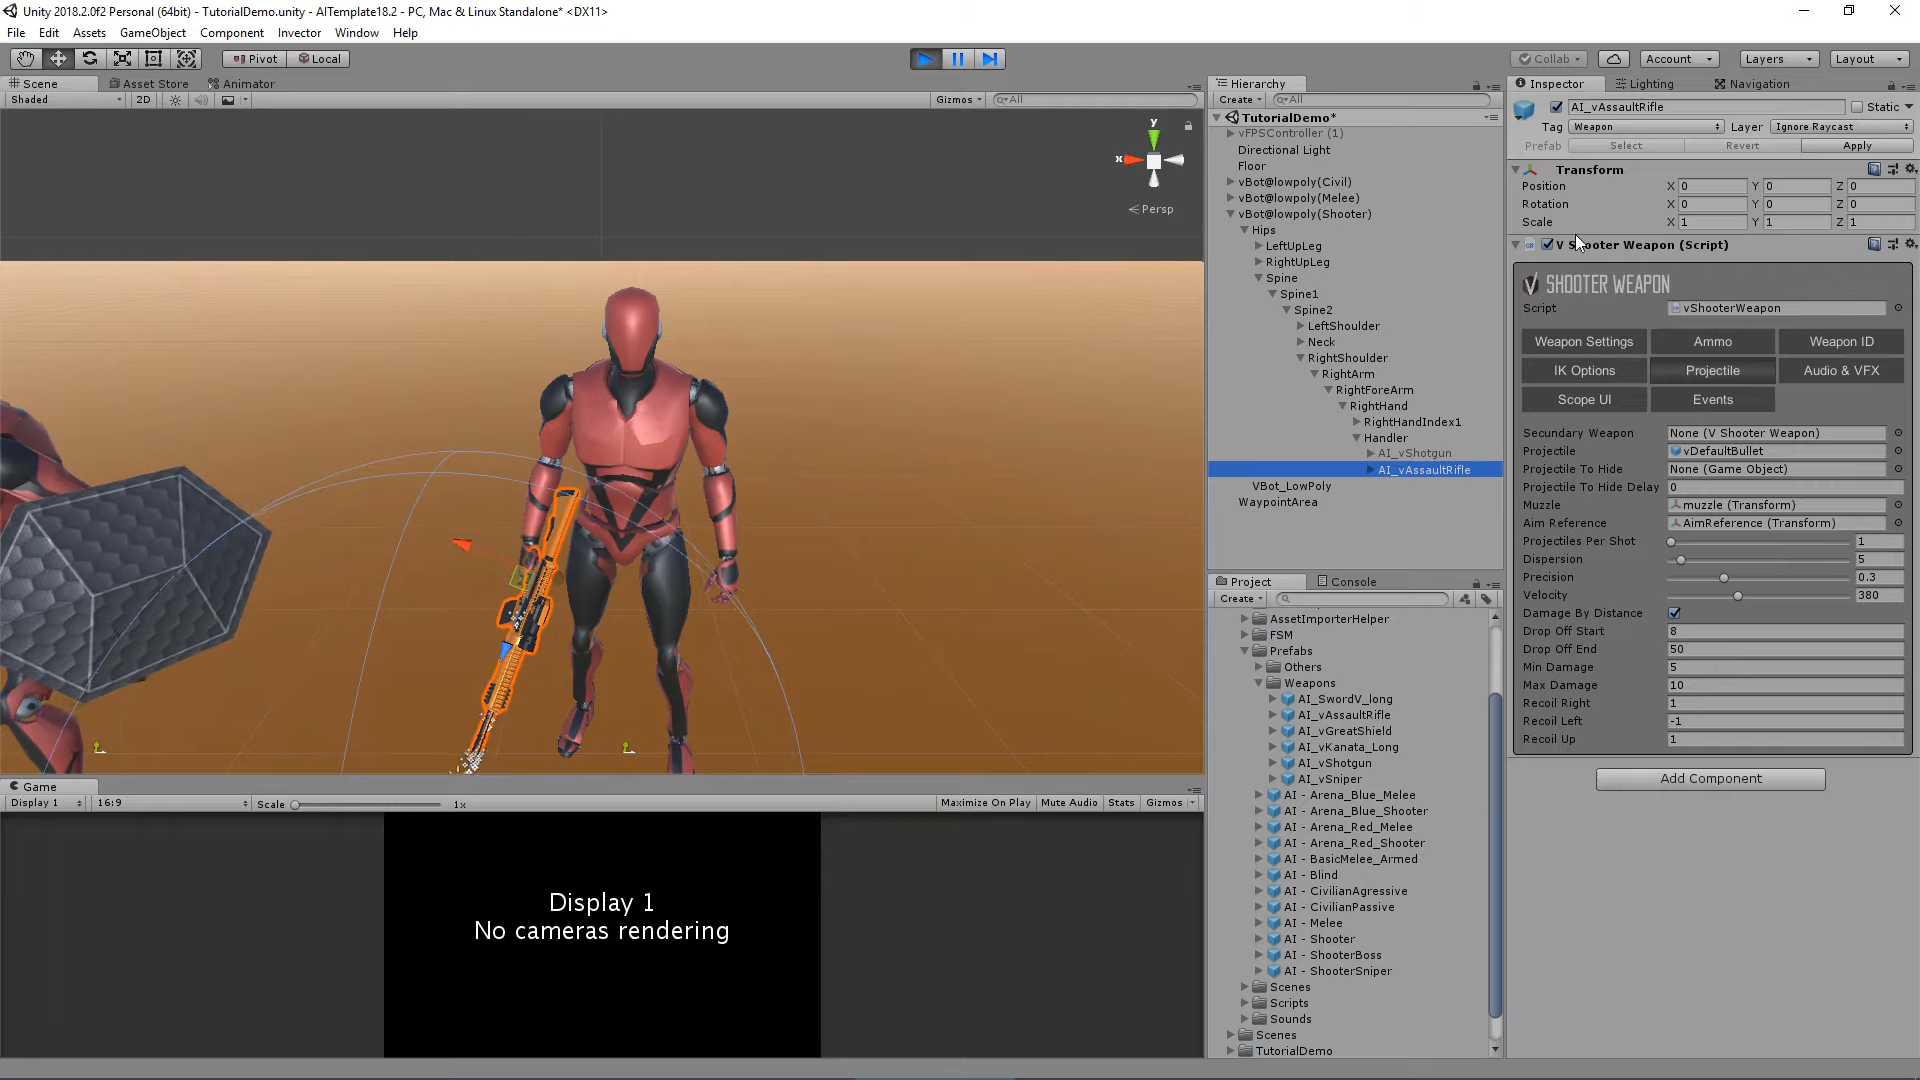 Unity 2018.2.0f2 Personal (64bit) - TutorialDemo.unity - AITemplate18.2 - PC, Mac & Linux Standalone* <DX11>
File Edit Assets GameObject Component Invector Window Help
Pivot Local Collab Account Layers Layout
Scene Asset Store Animator
Shaded 2D Gizmos All
y
x
Persp
Hierarchy
Create All
TutorialDemo*
vFPSController (1)
Directional Light
Floor
vBot@lowpoly(Civil)
vBot@lowpoly(Melee)
vBot@lowpoly(Shooter)
Hips
LeftUpLeg
RightUpLeg
Spine
Spine1
Spine2
LeftShoulder
Neck
RightShoulder
RightArm
RightForeArm
RightHand
RightHandIndex1
Handler
AI_vShotgun
AI_vAssaultRifle
VBot_LowPoly
WaypointArea
Project Console
Create
AssetImporterHelper
FSM
Prefabs
Others
Weapons
AI_SwordV_long
AI_vAssaultRifle
AI_vGreatShield
AI_vKanata_Long
AI_vShotgun
AI_vSniper
AI - Arena_Blue_Melee
AI - Arena_Blue_Shooter
AI - Arena_Red_Melee
AI - Arena_Red_Shooter
AI - BasicMelee_Armed
AI - Blind
AI - CivilianAgressive
AI - CivilianPassive
AI - Melee
AI - Shooter
AI - ShooterBoss
AI - ShooterSniper
Scenes
Scripts
Sounds
Scenes
TutorialDemo
Inspector Lighting Navigation
AI_vAssaultRifle Static
Tag Weapon Layer Ignore Raycast
Prefab Select Revert Apply
Transform
Position X 0 Y 0 Z 0
Rotation X 0 Y 0 Z 0
Scale X 1 Y 1 Z 1
V Shooter Weapon (Script)
V SHOOTER WEAPON
Script vShooterWeapon
Weapon Settings Ammo Weapon ID
IK Options Projectile Audio & VFX
Scope UI Events
Secundary Weapon None (V Shooter Weapon)
Projectile vDefaultBullet
Projectile To Hide None (Game Object)
Projectile To Hide Delay 0
Muzzle muzzle (Transform)
Aim Reference AimReference (Transform)
Projectiles Per Shot 1
Dispersion 5
Precision 0.3
Velocity 380
Damage By Distance
Drop Off Start 8
Drop Off End 50
Min Damage 5
Max Damage 10
Recoil Right 1
Recoil Left -1
Recoil Up 1
Add Component
Game
Display 1 16:9 Scale 1x Maximize On Play Mute Audio Stats Gizmos
Display 1
No cameras rendering